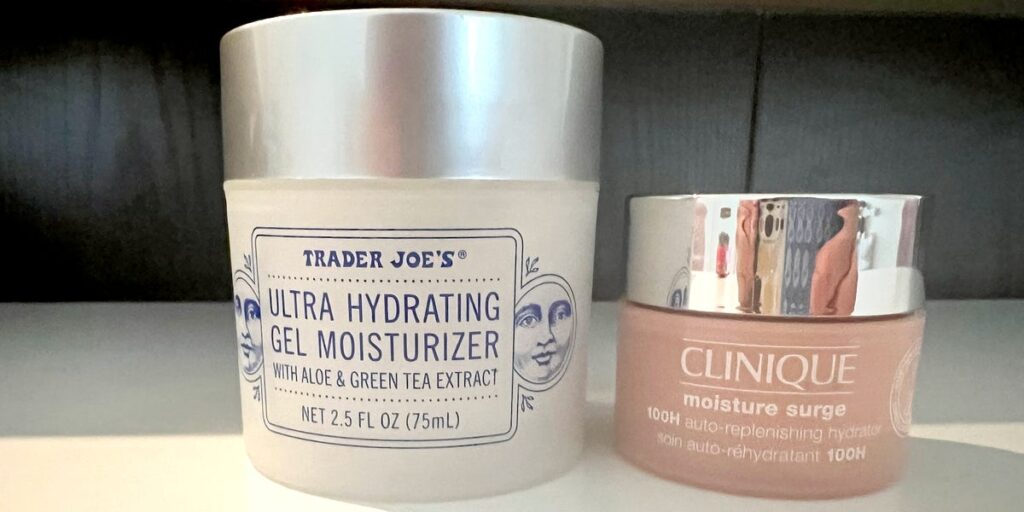 TRADER JOE'S®
ULTRA HYDRATING
GEL MOISTURIZER
WITH ALOE & GREEN TEA EXTRACT
NET 2.5 FL OZ (75mL)
CLINIQUE
moisture surge
100H auto-replenishing hydrator
soin auto-réhydratant 100H